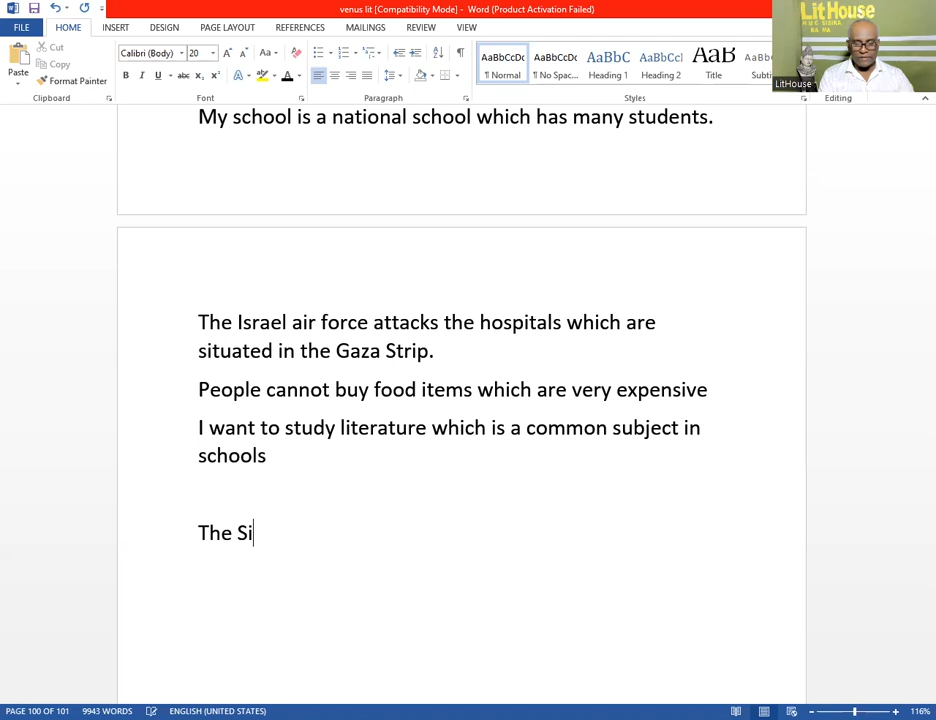 venus lit [Compatibility Mode] - Word (Product Activation Failed)
FILE HOME INSERT DESIGN PAGE LAYOUT REFERENCES MAILINGS REVIEW VIEW
Paste
Cut
Copy
Format Painter
Clipboard
Calibri (Body) 20
Font
Paragraph
AaBbCcDc AaBbCcDc AaBbC AaBbCcl AaB AaBb
¶ Normal ¶ No Spac... Heading 1 Heading 2 Title Subti
Styles
Editing
LitHouse
HUC SISIRA
LitHouse
My school is a national school which has many students.
The Israel air force attacks the hospitals which are
situated in the Gaza Strip.
People cannot buy food items which are very expensive
I want to study literature which is a common subject in
schools
The Si
PAGE 100 OF 101 9943 WORDS ENGLISH (UNITED STATES) 116%